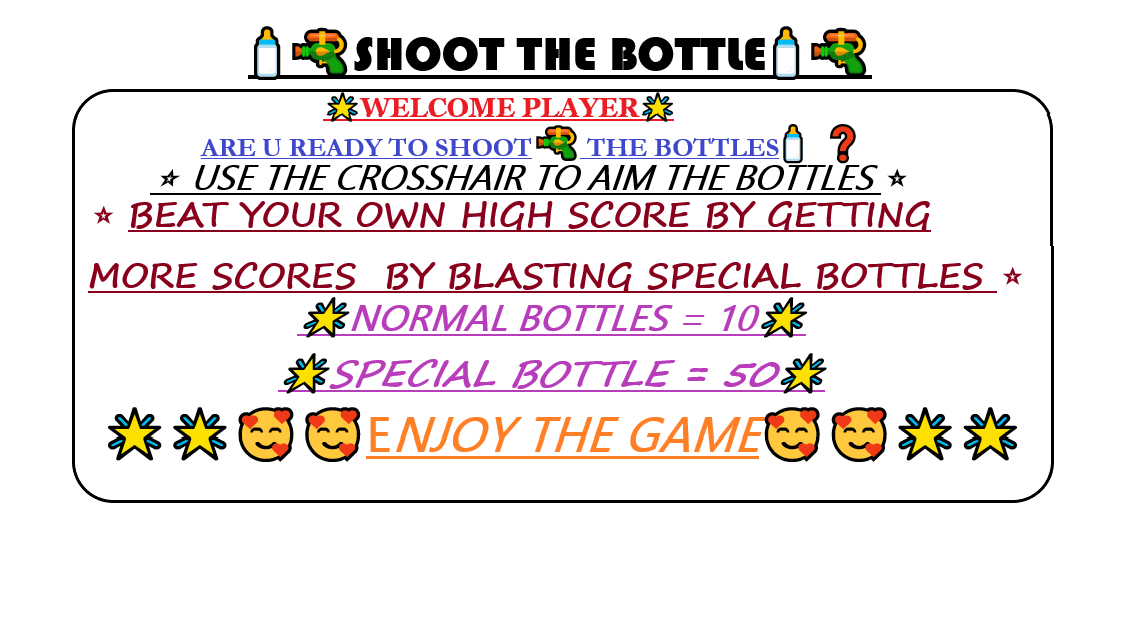 🍼🔫SHOOT THE BOTTLE🍼🔫
🌟WELCOME PLAYER🌟
ARE U READY TO SHOOT🔫 THE BOTTLES🍼 ❓
⭐ USE THE CROSSHAIR TO AIM THE BOTTLES ⭐
⭐ BEAT YOUR OWN HIGH SCORE BY GETTING
MORE SCORES BY BLASTING SPECIAL BOTTLES ⭐
🌟NORMAL BOTTLES = 10🌟
🌟SPECIAL BOTTLE = 50🌟
🌟🌟🥰🥰ENJOY THE GAME🥰🥰🌟🌟